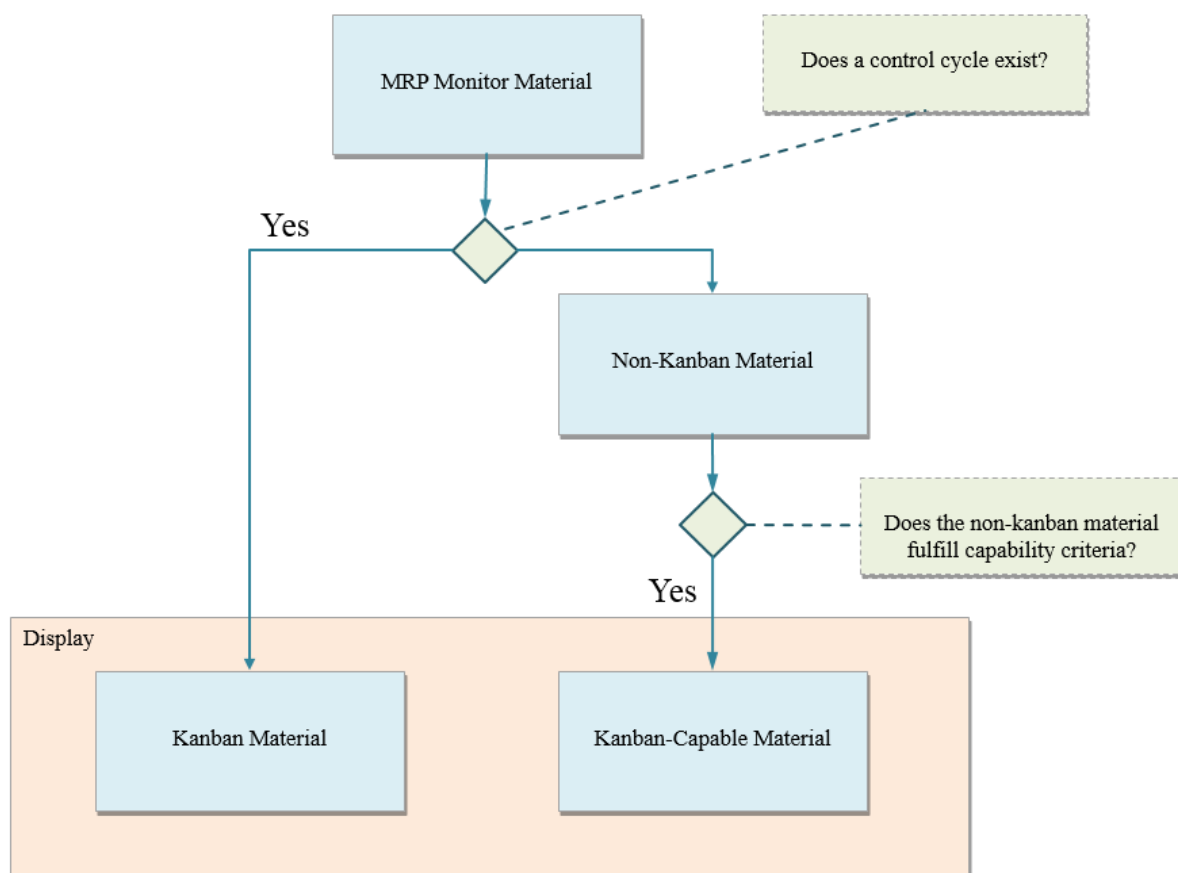 MRP Monitor Material
Does a control cycle exist?
Yes
Non-Kanban Material
Does the non-kanban material
fulfill capability criteria?
Yes
Display
Kanban Material
Kanban-Capable Material